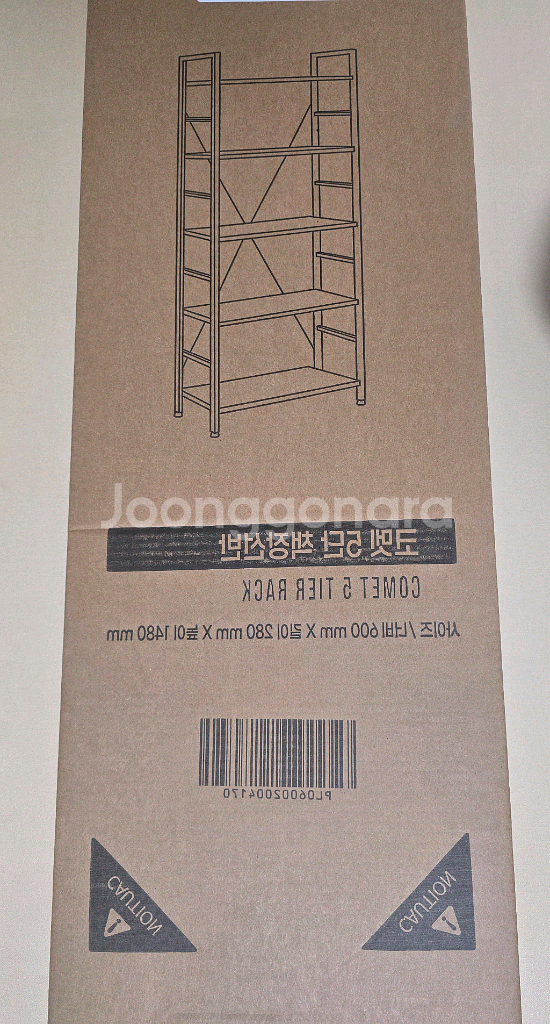 Joonggonara
코멧 5단 책장선반
COMET 5 TIER RACK
사이즈 / 너비 600 mm X 길이 280 mm X 높이 1480 mm
PL06002004170
CAUTION
CAUTION